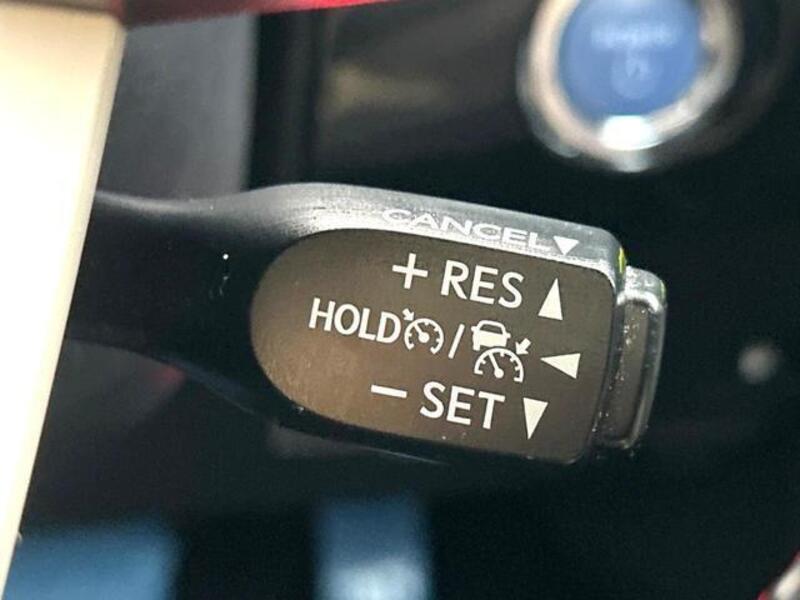 CANCEL
+ RES
HOLD /
− SET